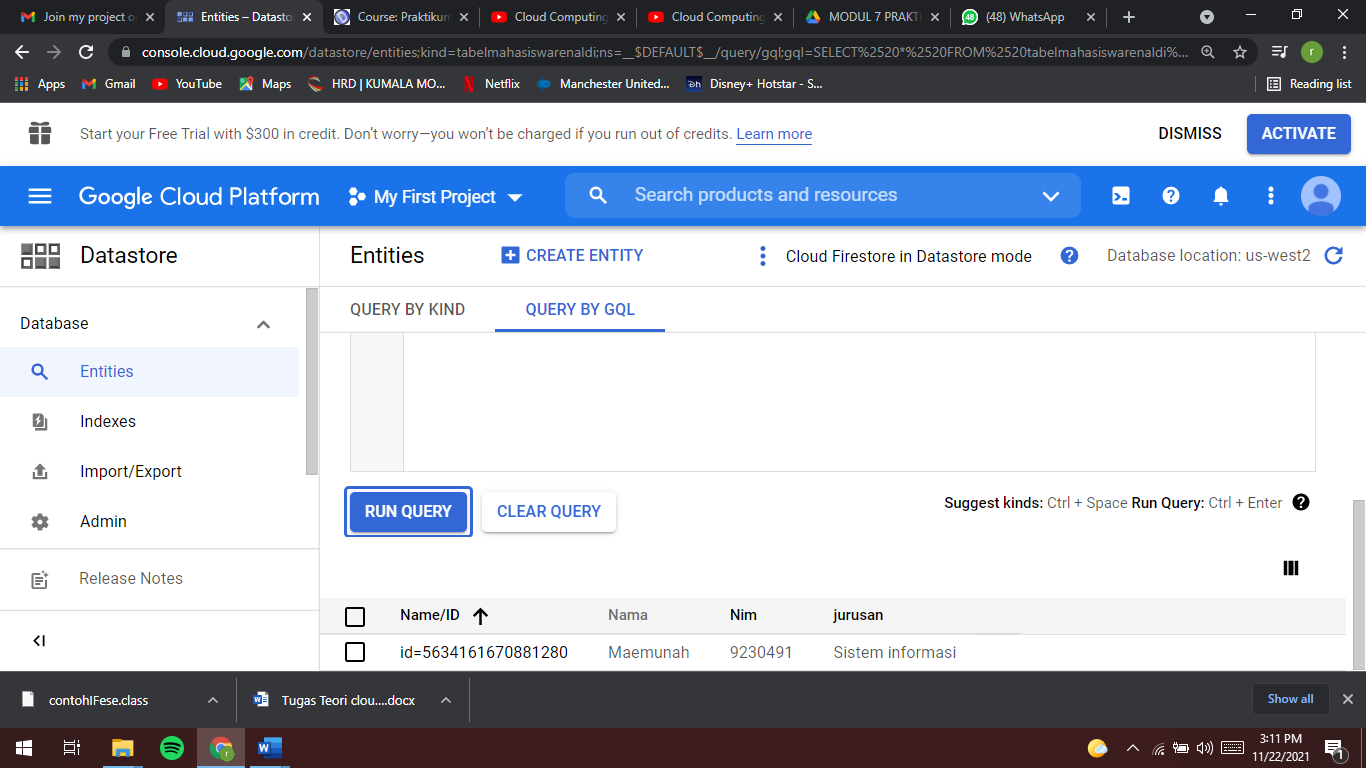 Join my project o
Entities – Datasto
Course: Praktikum
Cloud Computing
Cloud Computing
MODUL 7 PRAKT
(48) WhatsApp
console.cloud.google.com/datastore/entities;kind=tabelmahasiswarenaldi;ns=__$DEFAULT$__/query/gql;gql=SELECT%2520*%2520FROM%2520tabelmahasiswarenaldi%...
r
Apps
Gmail
YouTube
Maps
HRD | KUMALA MO...
Netflix
Manchester United...
Disney+ Hotstar - S...
Reading list
Start your Free Trial with $300 in credit. Don't worry—you won't be charged if you run out of credits. Learn more
DISMISS
ACTIVATE
Google Cloud Platform
My First Project
Search products and resources
Datastore
Entities
CREATE ENTITY
Cloud Firestore in Datastore mode
Database location: us-west2
Database
Entities
Indexes
Import/Export
Admin
Release Notes
QUERY BY KIND
QUERY BY GQL
RUN QUERY
CLEAR QUERY
Suggest kinds: Ctrl + Space Run Query: Ctrl + Enter
Name/ID Nama Nim jurusan
id=5634161670881280 Maemunah 9230491 Sistem informasi
contohIFese.class
Tugas Teori clou....docx
Show all
3:11 PM
11/22/2021
1